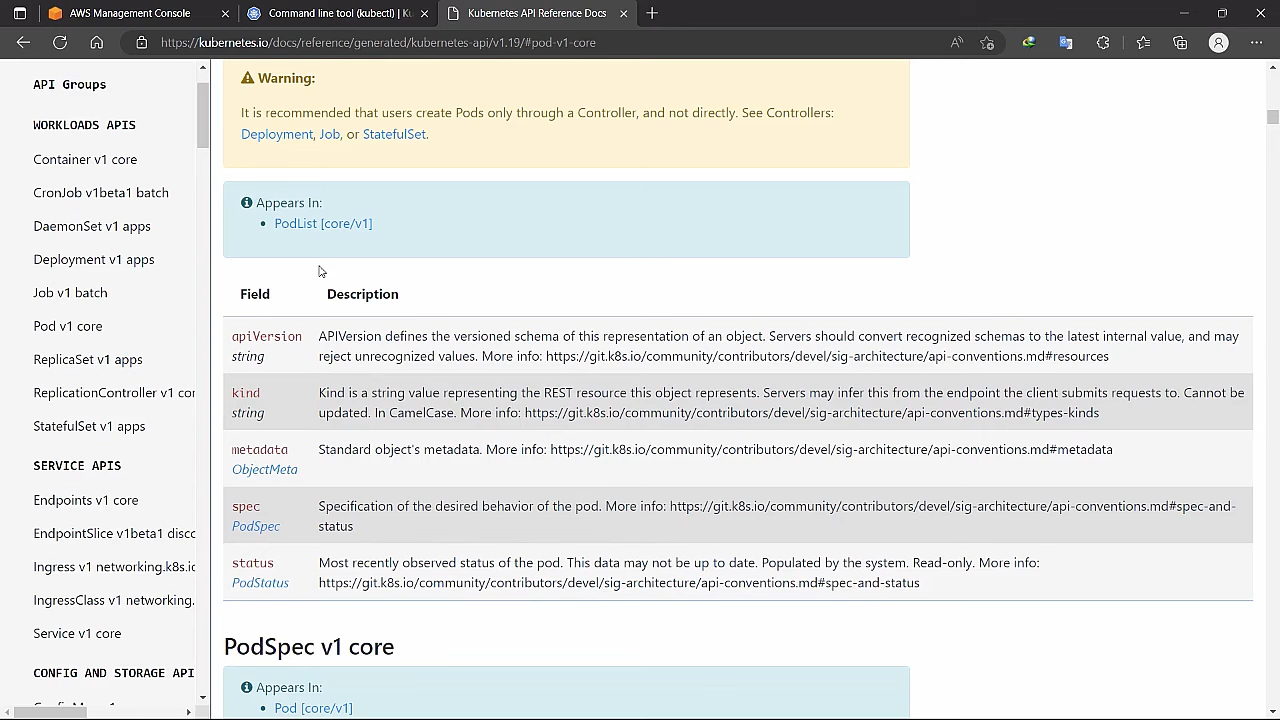 AWS Management Console
Command line tool (kubectl) | Ku
Kubernetes API Reference Docs
https://kubernetes.io/docs/reference/generated/kubernetes-api/v1.19/#pod-v1-core
API Groups
WORKLOADS APIS
Container v1 core
CronJob v1beta1 batch
DaemonSet v1 apps
Deployment v1 apps
Job v1 batch
Pod v1 core
ReplicaSet v1 apps
ReplicationController v1 cor
StatefulSet v1 apps
SERVICE APIS
Endpoints v1 core
EndpointSlice v1beta1 disco
Ingress v1 networking.k8s.io
IngressClass v1 networking.
Service v1 core
CONFIG AND STORAGE API
Warning:
It is recommended that users create Pods only through a Controller, and not directly. See Controllers:
Deployment, Job, or StatefulSet.
Appears In:
• PodList [core/v1]
Field Description
apiVersion APIVersion defines the versioned schema of this representation of an object. Servers should convert recognized schemas to the latest internal value, and may
string reject unrecognized values. More info: https://git.k8s.io/community/contributors/devel/sig-architecture/api-conventions.md#resources
kind Kind is a string value representing the REST resource this object represents. Servers may infer this from the endpoint the client submits requests to. Cannot be
string updated. In CamelCase. More info: https://git.k8s.io/community/contributors/devel/sig-architecture/api-conventions.md#types-kinds
metadata Standard object's metadata. More info: https://git.k8s.io/community/contributors/devel/sig-architecture/api-conventions.md#metadata
ObjectMeta
spec Specification of the desired behavior of the pod. More info: https://git.k8s.io/community/contributors/devel/sig-architecture/api-conventions.md#spec-and-
PodSpec status
status Most recently observed status of the pod. This data may not be up to date. Populated by the system. Read-only. More info:
PodStatus https://git.k8s.io/community/contributors/devel/sig-architecture/api-conventions.md#spec-and-status
PodSpec v1 core
Appears In:
• Pod [core/v1]